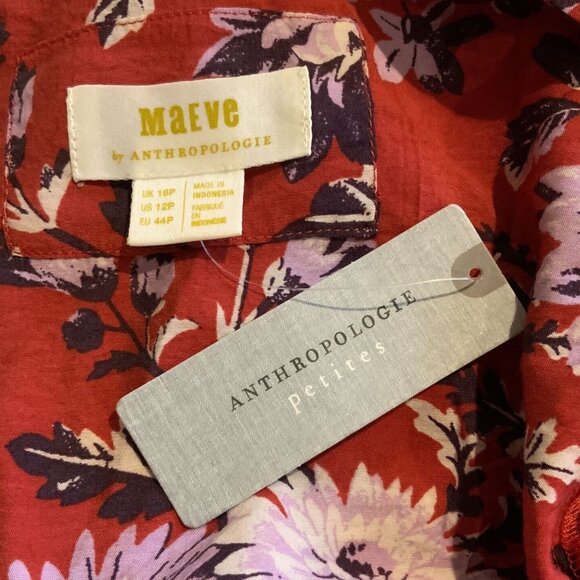 MaEve
by ANTHROPOLOGIE
UK 16P
US 12P
EU 44P
MADE IN
INDONESIA
FABRIQUÉ
EN
INDONÉSIE
ANTHROPOLOGIE
petites